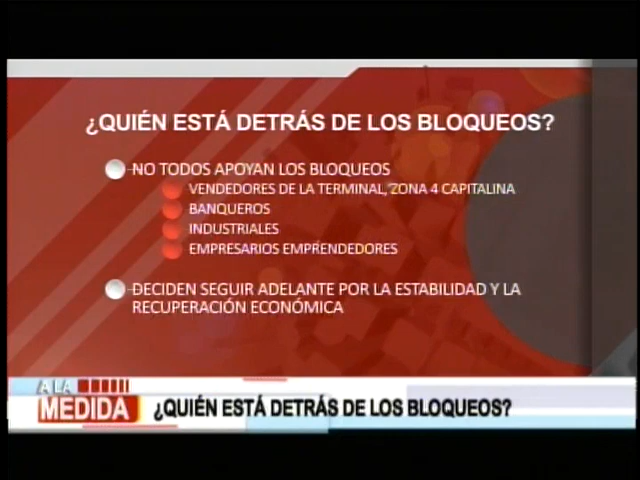 ¿QUIÉN ESTÁ DETRÁS DE LOS BLOQUEOS?
NO TODOS APOYAN LOS BLOQUEOS
VENDEDORES DE LA TERMINAL, ZONA 4 CAPITALINA
BANQUEROS
INDUSTRIALES
EMPRESARIOS EMPRENDEDORES
DECIDEN SEGUIR ADELANTE POR LA ESTABILIDAD Y LA
RECUPERACIÓN ECONÓMICA
A LA
MEDIDA
¿QUIÉN ESTÁ DETRÁS DE LOS BLOQUEOS?